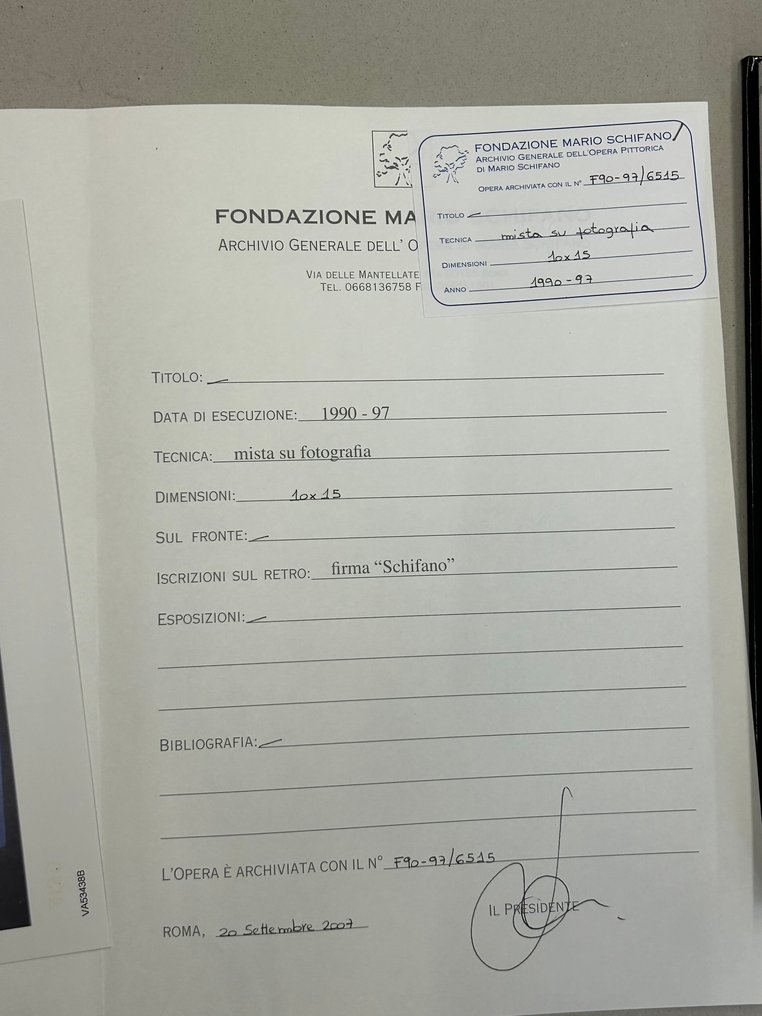 FONDAZIONE MARIO SCHIFANO
ARCHIVIO GENERALE DELL'OPERA PITTORICA
DI MARIO SCHIFANO
OPERA ARCHIVIATA CON IL N° F90-97/6515
TITOLO
TECNICA mista su fotografia
DIMENSIONI 10x15
ANNO 1990-97
FONDAZIONE MA
ARCHIVIO GENERALE DELL' O
VIA DELLE MANTELLATE
TEL. 0668136758 F
TITOLO:
DATA DI ESECUZIONE: 1990 - 97
TECNICA: mista su fotografia
DIMENSIONI: 10x15
SUL FRONTE:
ISCRIZIONI SUL RETRO: firma “Schifano”
ESPOSIZIONI:
BIBLIOGRAFIA:
L'OPERA È ARCHIVIATA CON IL N° F90-97/6515
IL PRESIDENTE
ROMA, 20 Settembre 2007
VA53438B